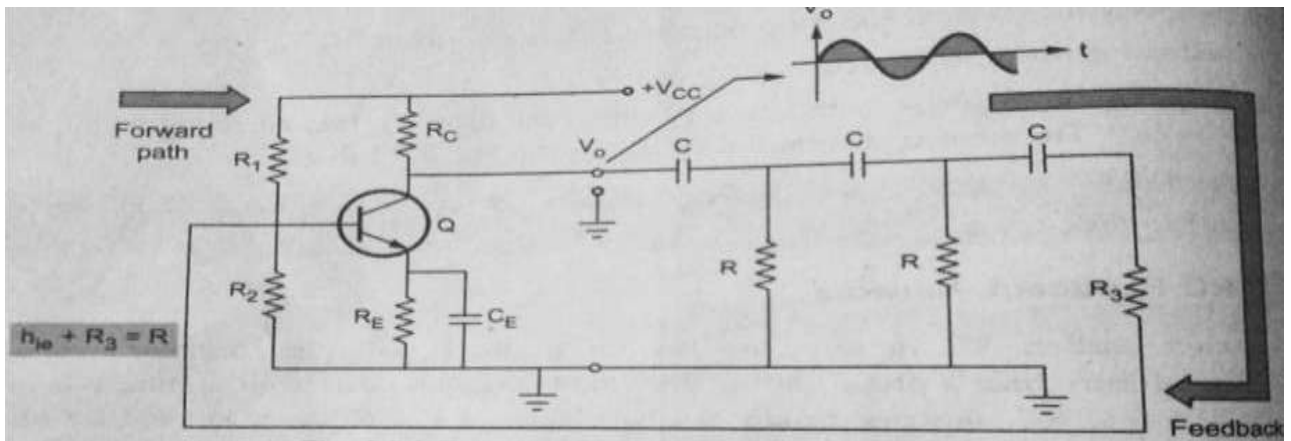 Vo
t
+VCC
Forward
path
R1
RC
Vo
C
C
C
Q
R2
RE
CE
R
R
R3
hie + R3 = R
Feedback